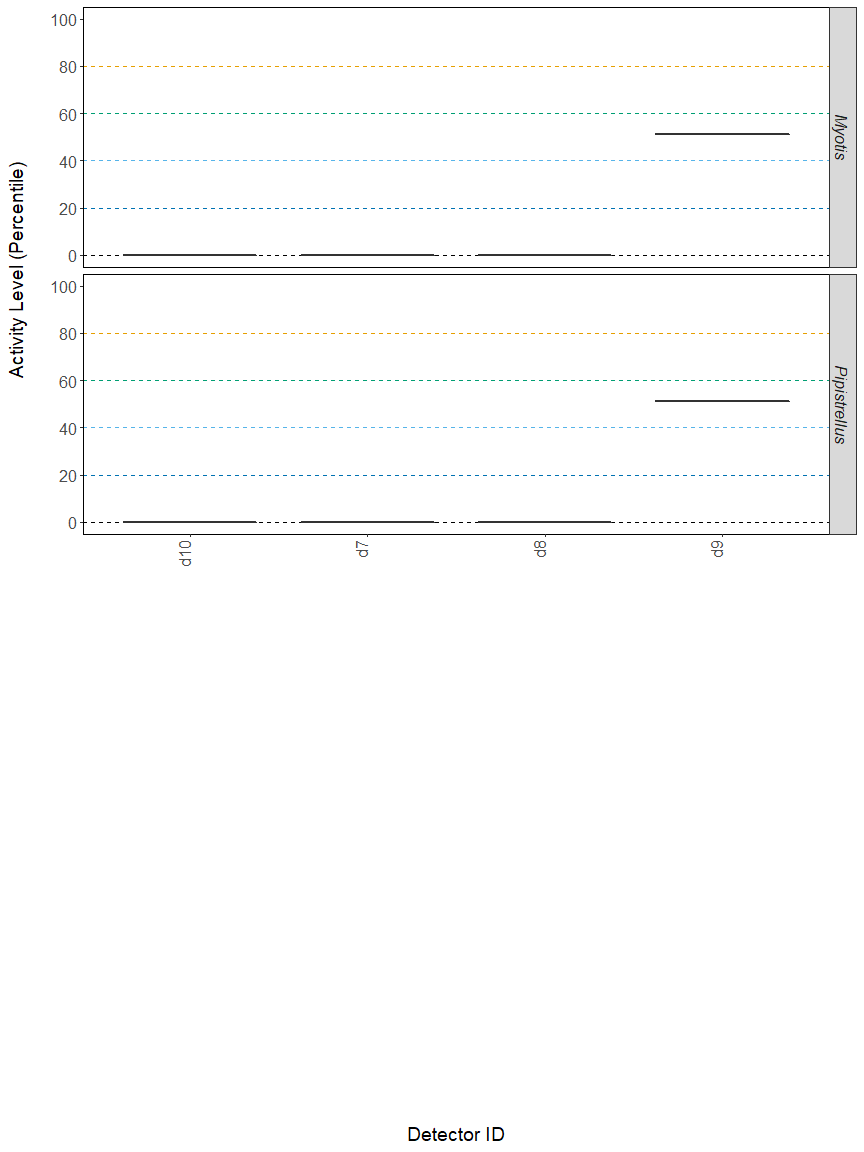 Activity Level (Percentile)
100
80
60
40
20
0
Myotis
100
80
60
40
20
0
Pipistrellus
d10
d7
d8
d9
Detector ID